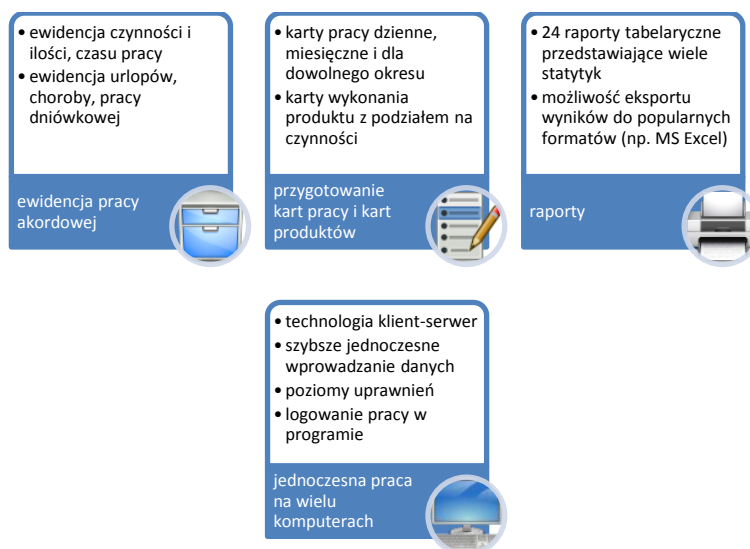 • ewidencja czynności i
ilości, czasu pracy
• ewidencja urlopów,
choroby, pracy
dniówkowej
ewidencja pracy
akordowej
• karty pracy dzienne,
miesięczne i dla
dowolnego okresu
• karty wykonania
produktu z podziałem na
czynności
przygotowanie
kart pracy i kart
produktów
• 24 raporty tabelaryczne
przedstawiające wiele
statytyk
• możliwość eksportu
wyników do popularnych
formatów (np. MS Excel)
raporty
• technologia klient-serwer
• szybsze jednoczesne
wprowadzanie danych
• poziomy uprawnień
• logowanie pracy w
programie
jednoczesna praca
na wielu
komputerach